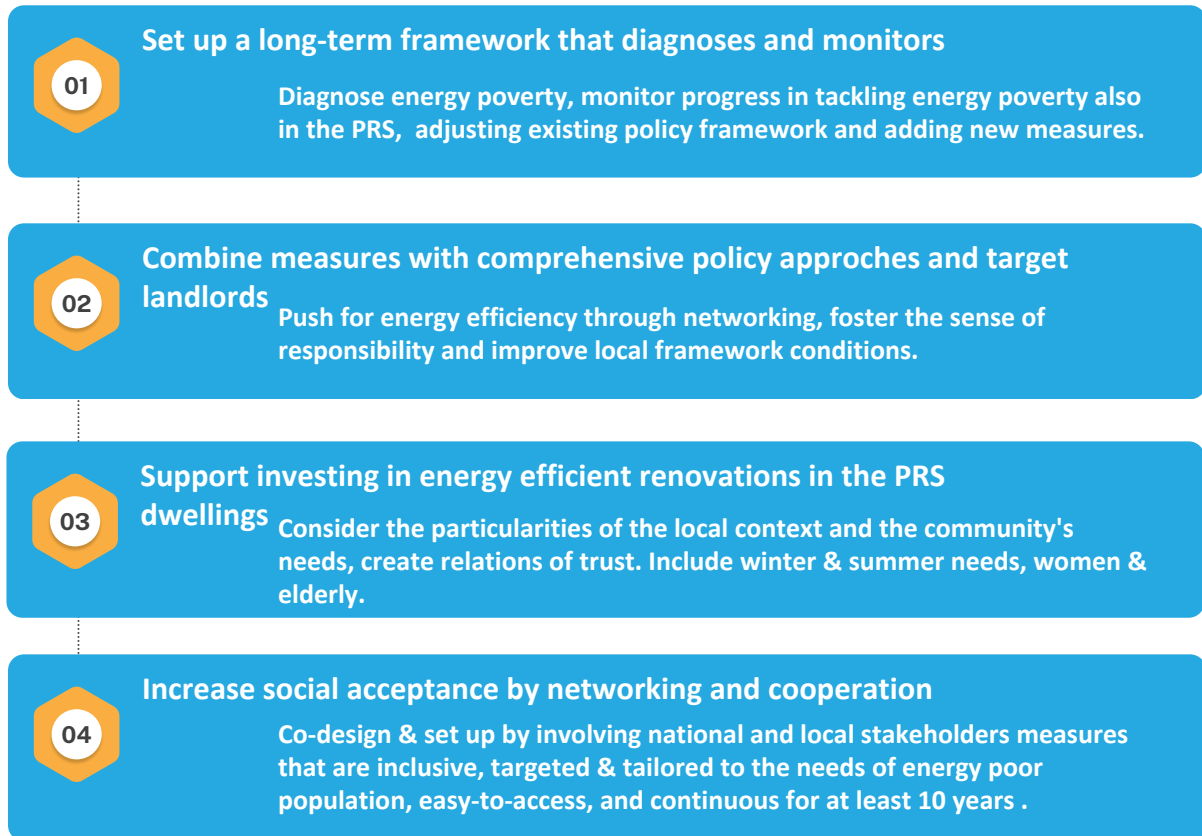 01
Set up a long-term framework that diagnoses and monitors
Diagnose energy poverty, monitor progress in tackling energy poverty also
in the PRS, adjusting existing policy framework and adding new measures.
02
Combine measures with comprehensive policy approches and target
landlords
Push for energy efficiency through networking, foster the sense of
responsibility and improve local framework conditions.
03
Support investing in energy efficient renovations in the PRS
dwellings
Consider the particularities of the local context and the community's
needs, create relations of trust. Include winter & summer needs, women &
elderly.
04
Increase social acceptance by networking and cooperation
Co-design & set up by involving national and local stakeholders measures
that are inclusive, targeted & tailored to the needs of energy poor
population, easy-to-access, and continuous for at least 10 years .